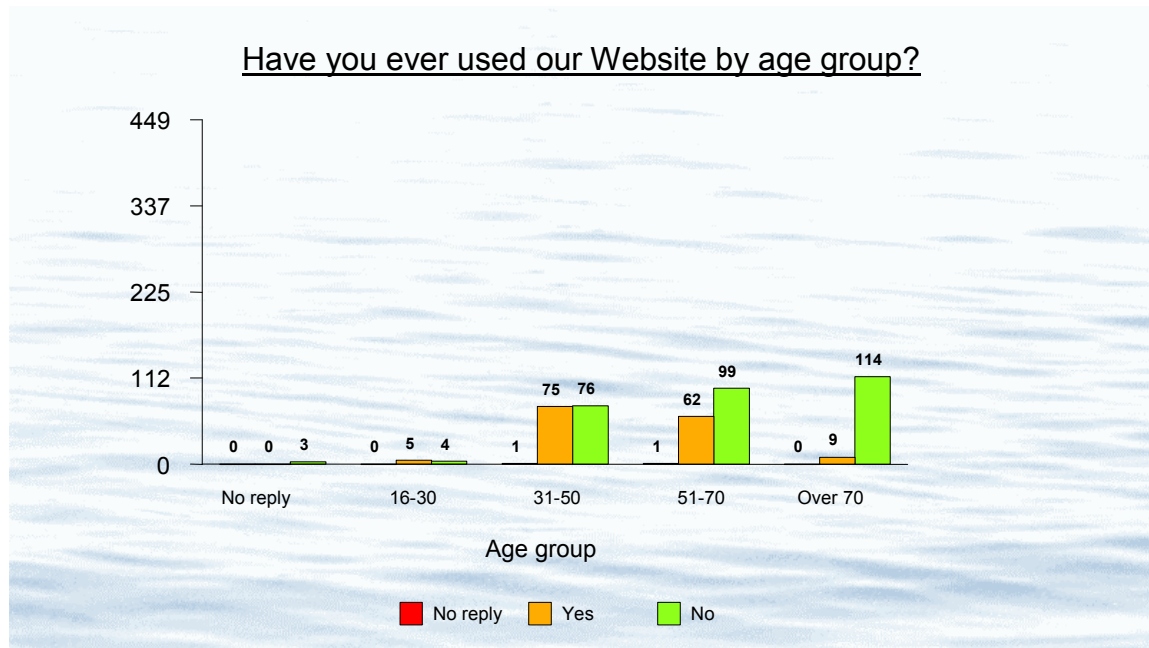 Have you ever used our Website by age group?
449
337
225
112
0
0 0 3 0 5 4 1 75 76 1 62 99 0 9 114
No reply 16-30 31-50 51-70 Over 70
Age group
No reply Yes No